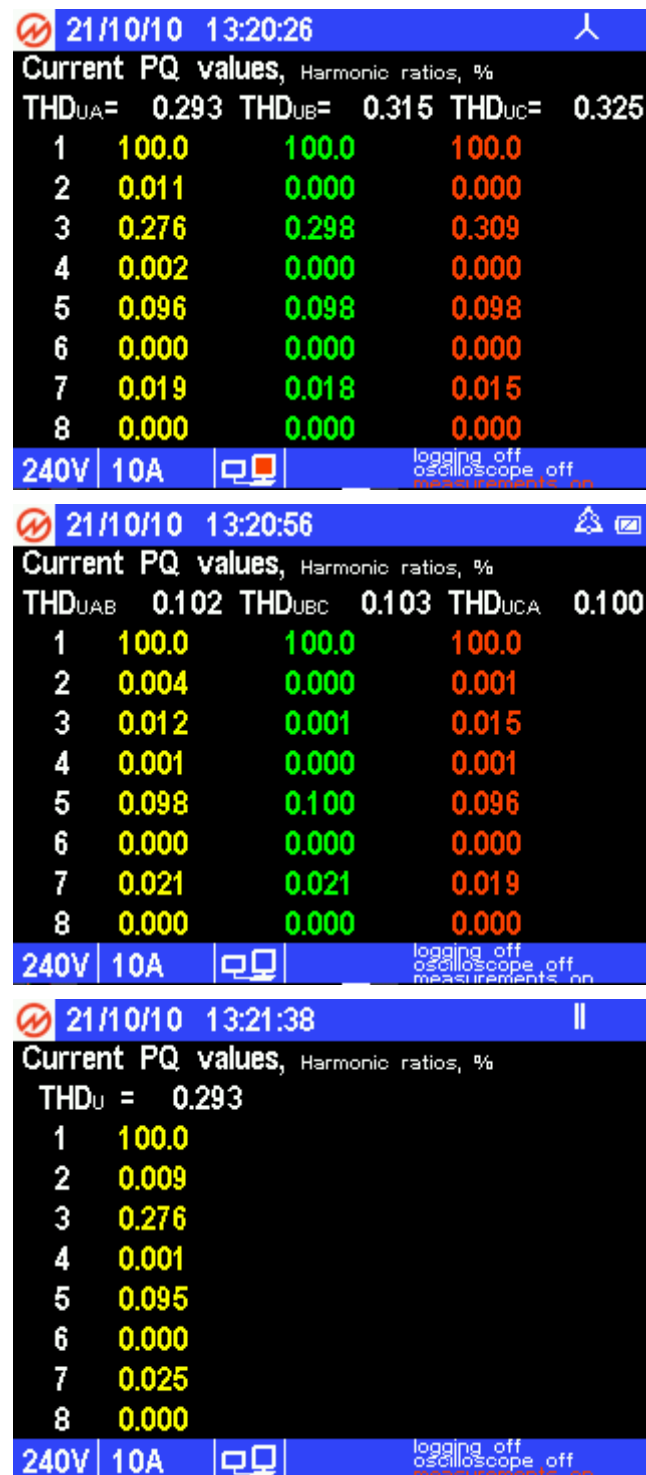 21/10/10 13:20:26
Current PQ values, Harmonic ratios, %
THDUA= 0.293 THDUB= 0.315 THDUC= 0.325
1 100.0 100.0 100.0
2 0.011 0.000 0.000
3 0.276 0.298 0.309
4 0.002 0.000 0.000
5 0.096 0.098 0.098
6 0.000 0.000 0.000
7 0.019 0.018 0.015
8 0.000 0.000 0.000
logging off
240V 10A oscilloscope off
measurements on
21/10/10 13:20:56
Current PQ values, Harmonic ratios, %
THDUAB 0.102 THDUBC 0.103 THDUCA 0.100
1 100.0 100.0 100.0
2 0.004 0.000 0.001
3 0.012 0.001 0.015
4 0.001 0.000 0.001
5 0.098 0.100 0.096
6 0.000 0.000 0.000
7 0.021 0.021 0.019
8 0.000 0.000 0.000
logging off
240V 10A oscilloscope off
measurements on
21/10/10 13:21:38
Current PQ values, Harmonic ratios, %
THDU = 0.293
1 100.0
2 0.009
3 0.276
4 0.001
5 0.095
6 0.000
7 0.025
8 0.000
logging off
240V 10A oscilloscope off
measurements on